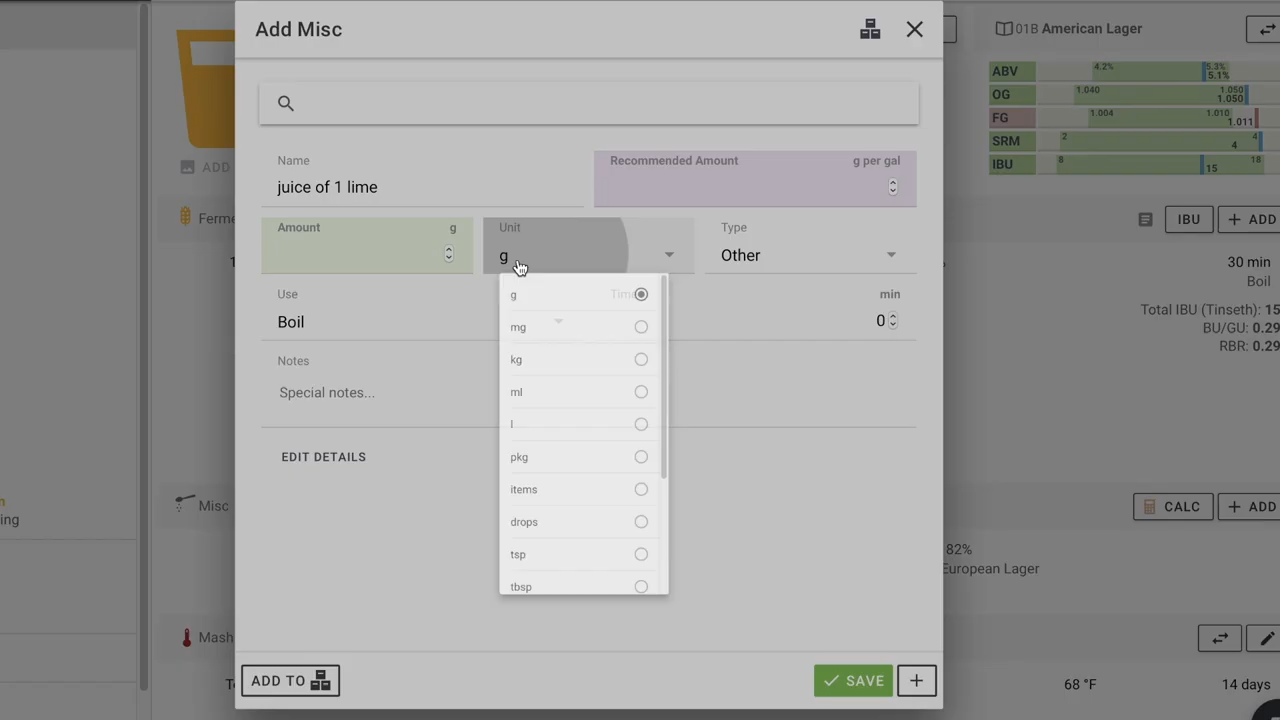 Add Misc
01B American Lager
ABV 4.2% 5.3% 5.1%
OG 1.040 1.050 1.050
FG 1.004 1.010 1.011
SRM 2 4 4
IBU 8 15 18
ADD
Name
juice of 1 lime
Recommended Amount g per gal
Ferme
IBU
ADD
Amount g
Unit
g
Type
Other
30 min
Boil
Use
Boil
Time
min
0
Total IBU (Tinseth): 15
BU/GU: 0.29
RBR: 0.29
g
mg
kg
ml
l
pkg
items
drops
tsp
tbsp
Notes
Special notes...
EDIT DETAILS
n
ing
Misc
CALC
ADD
82%
European Lager
Mash
ADD TO
SAVE
68 °F
14 days